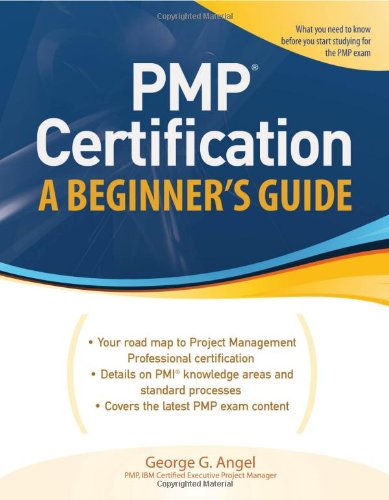 Copyrighted Material
What you need to know
before you start studying for
the PMP exam
PMP®
Certification
A BEGINNER'S GUIDE
• Your road map to Project Management
Professional certification
• Details on PMI® knowledge areas and
standard processes
• Covers the latest PMP exam content
George G. Angel
PMP, IBM Certified Executive Project Manager
Copyrighted Material